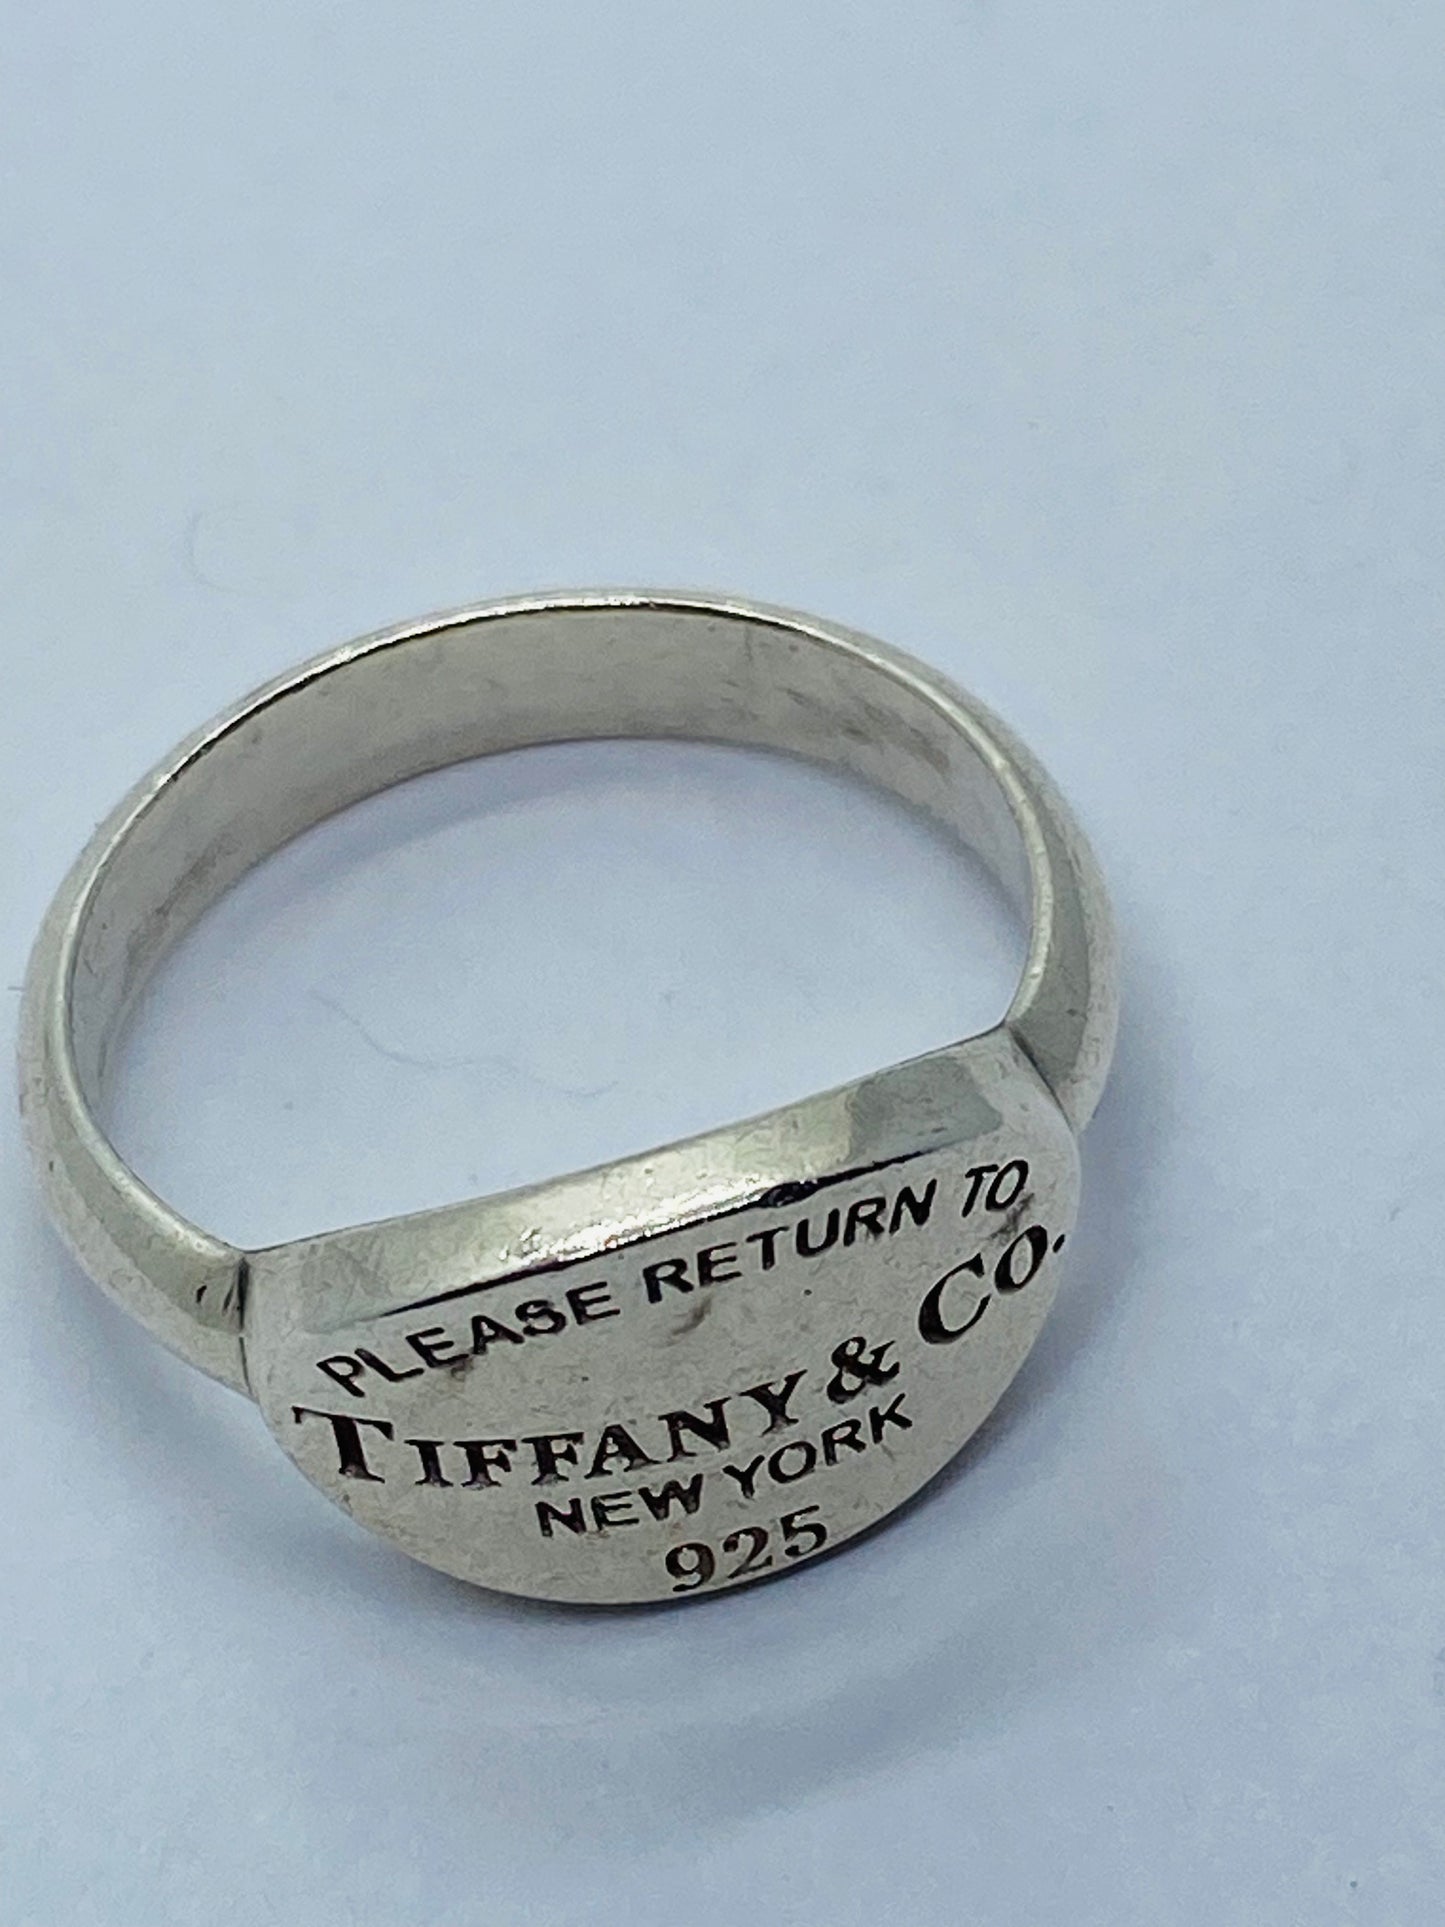 PLEASE RETURN TO
TIFFANY & CO.
NEW YORK
925